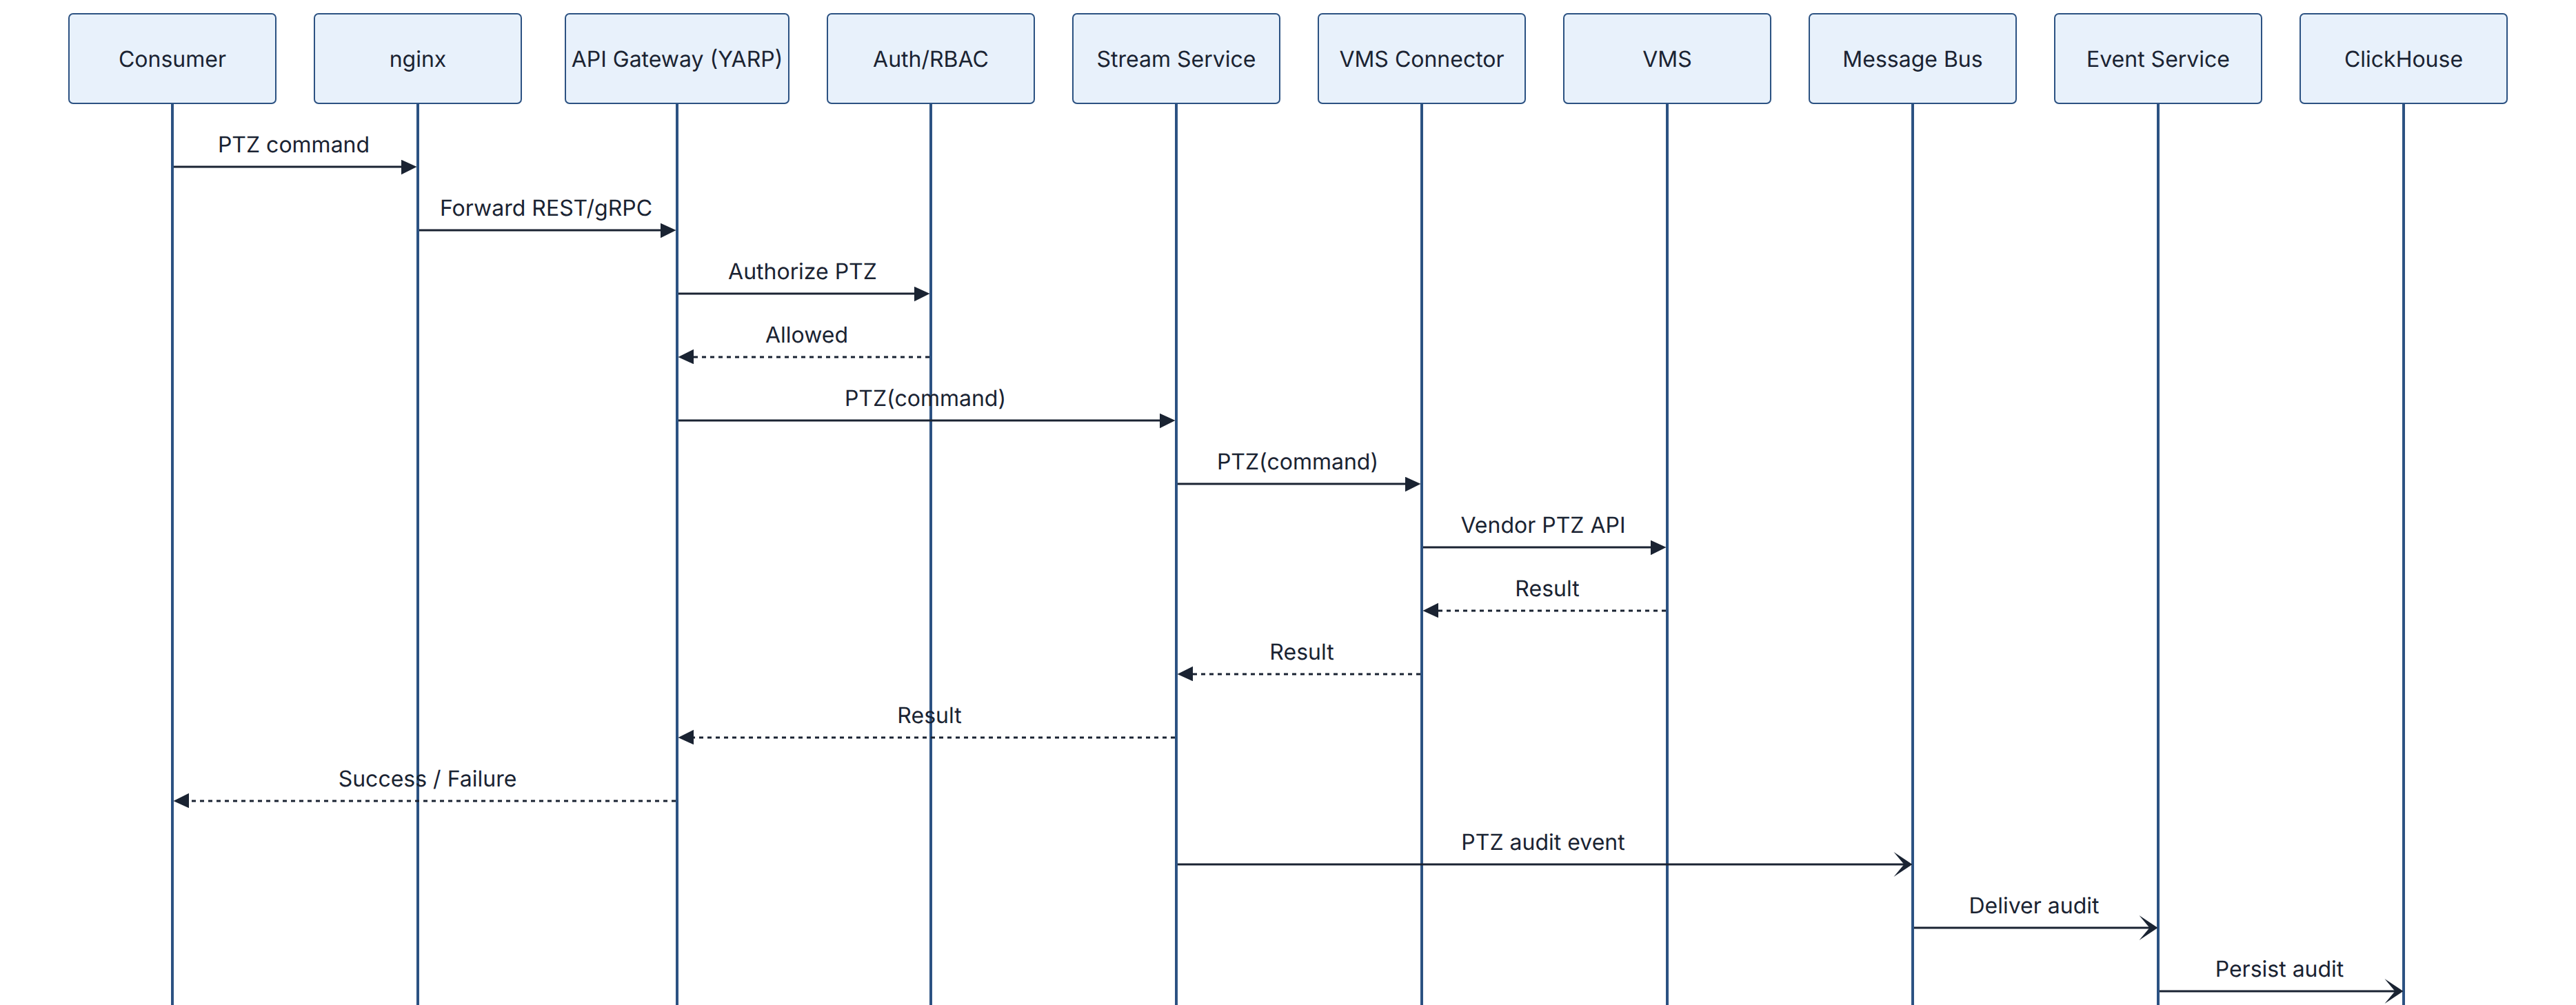 Consumer
nginx
API Gateway (YARP)
Auth/RBAC
Stream Service
VMS Connector
VMS
Message Bus
Event Service
ClickHouse
PTZ command
Forward REST/gRPC
Authorize PTZ
Allowed
PTZ(command)
PTZ(command)
Vendor PTZ API
Result
Result
Result
Success / Failure
PTZ audit event
Deliver audit
Persist audit